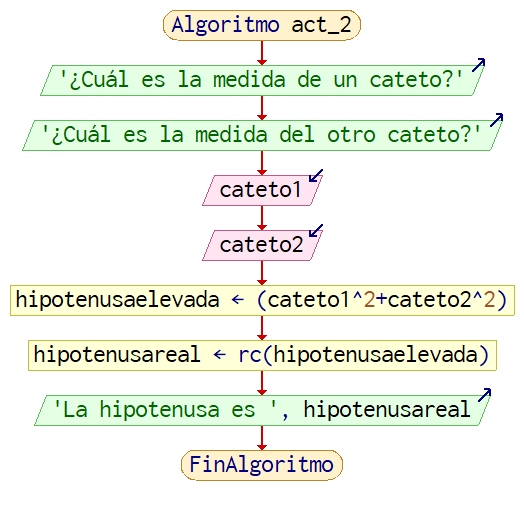 Algoritmo act_2
'¿Cuál es la medida de un cateto?'
'¿Cuál es la medida del otro cateto?'
cateto1
cateto2
hipotenusaelevada ← (cateto1^2+cateto2^2)
hipotenusareal ← rc(hipotenusaelevada)
'La hipotenusa es ', hipotenusareal
FinAlgoritmo